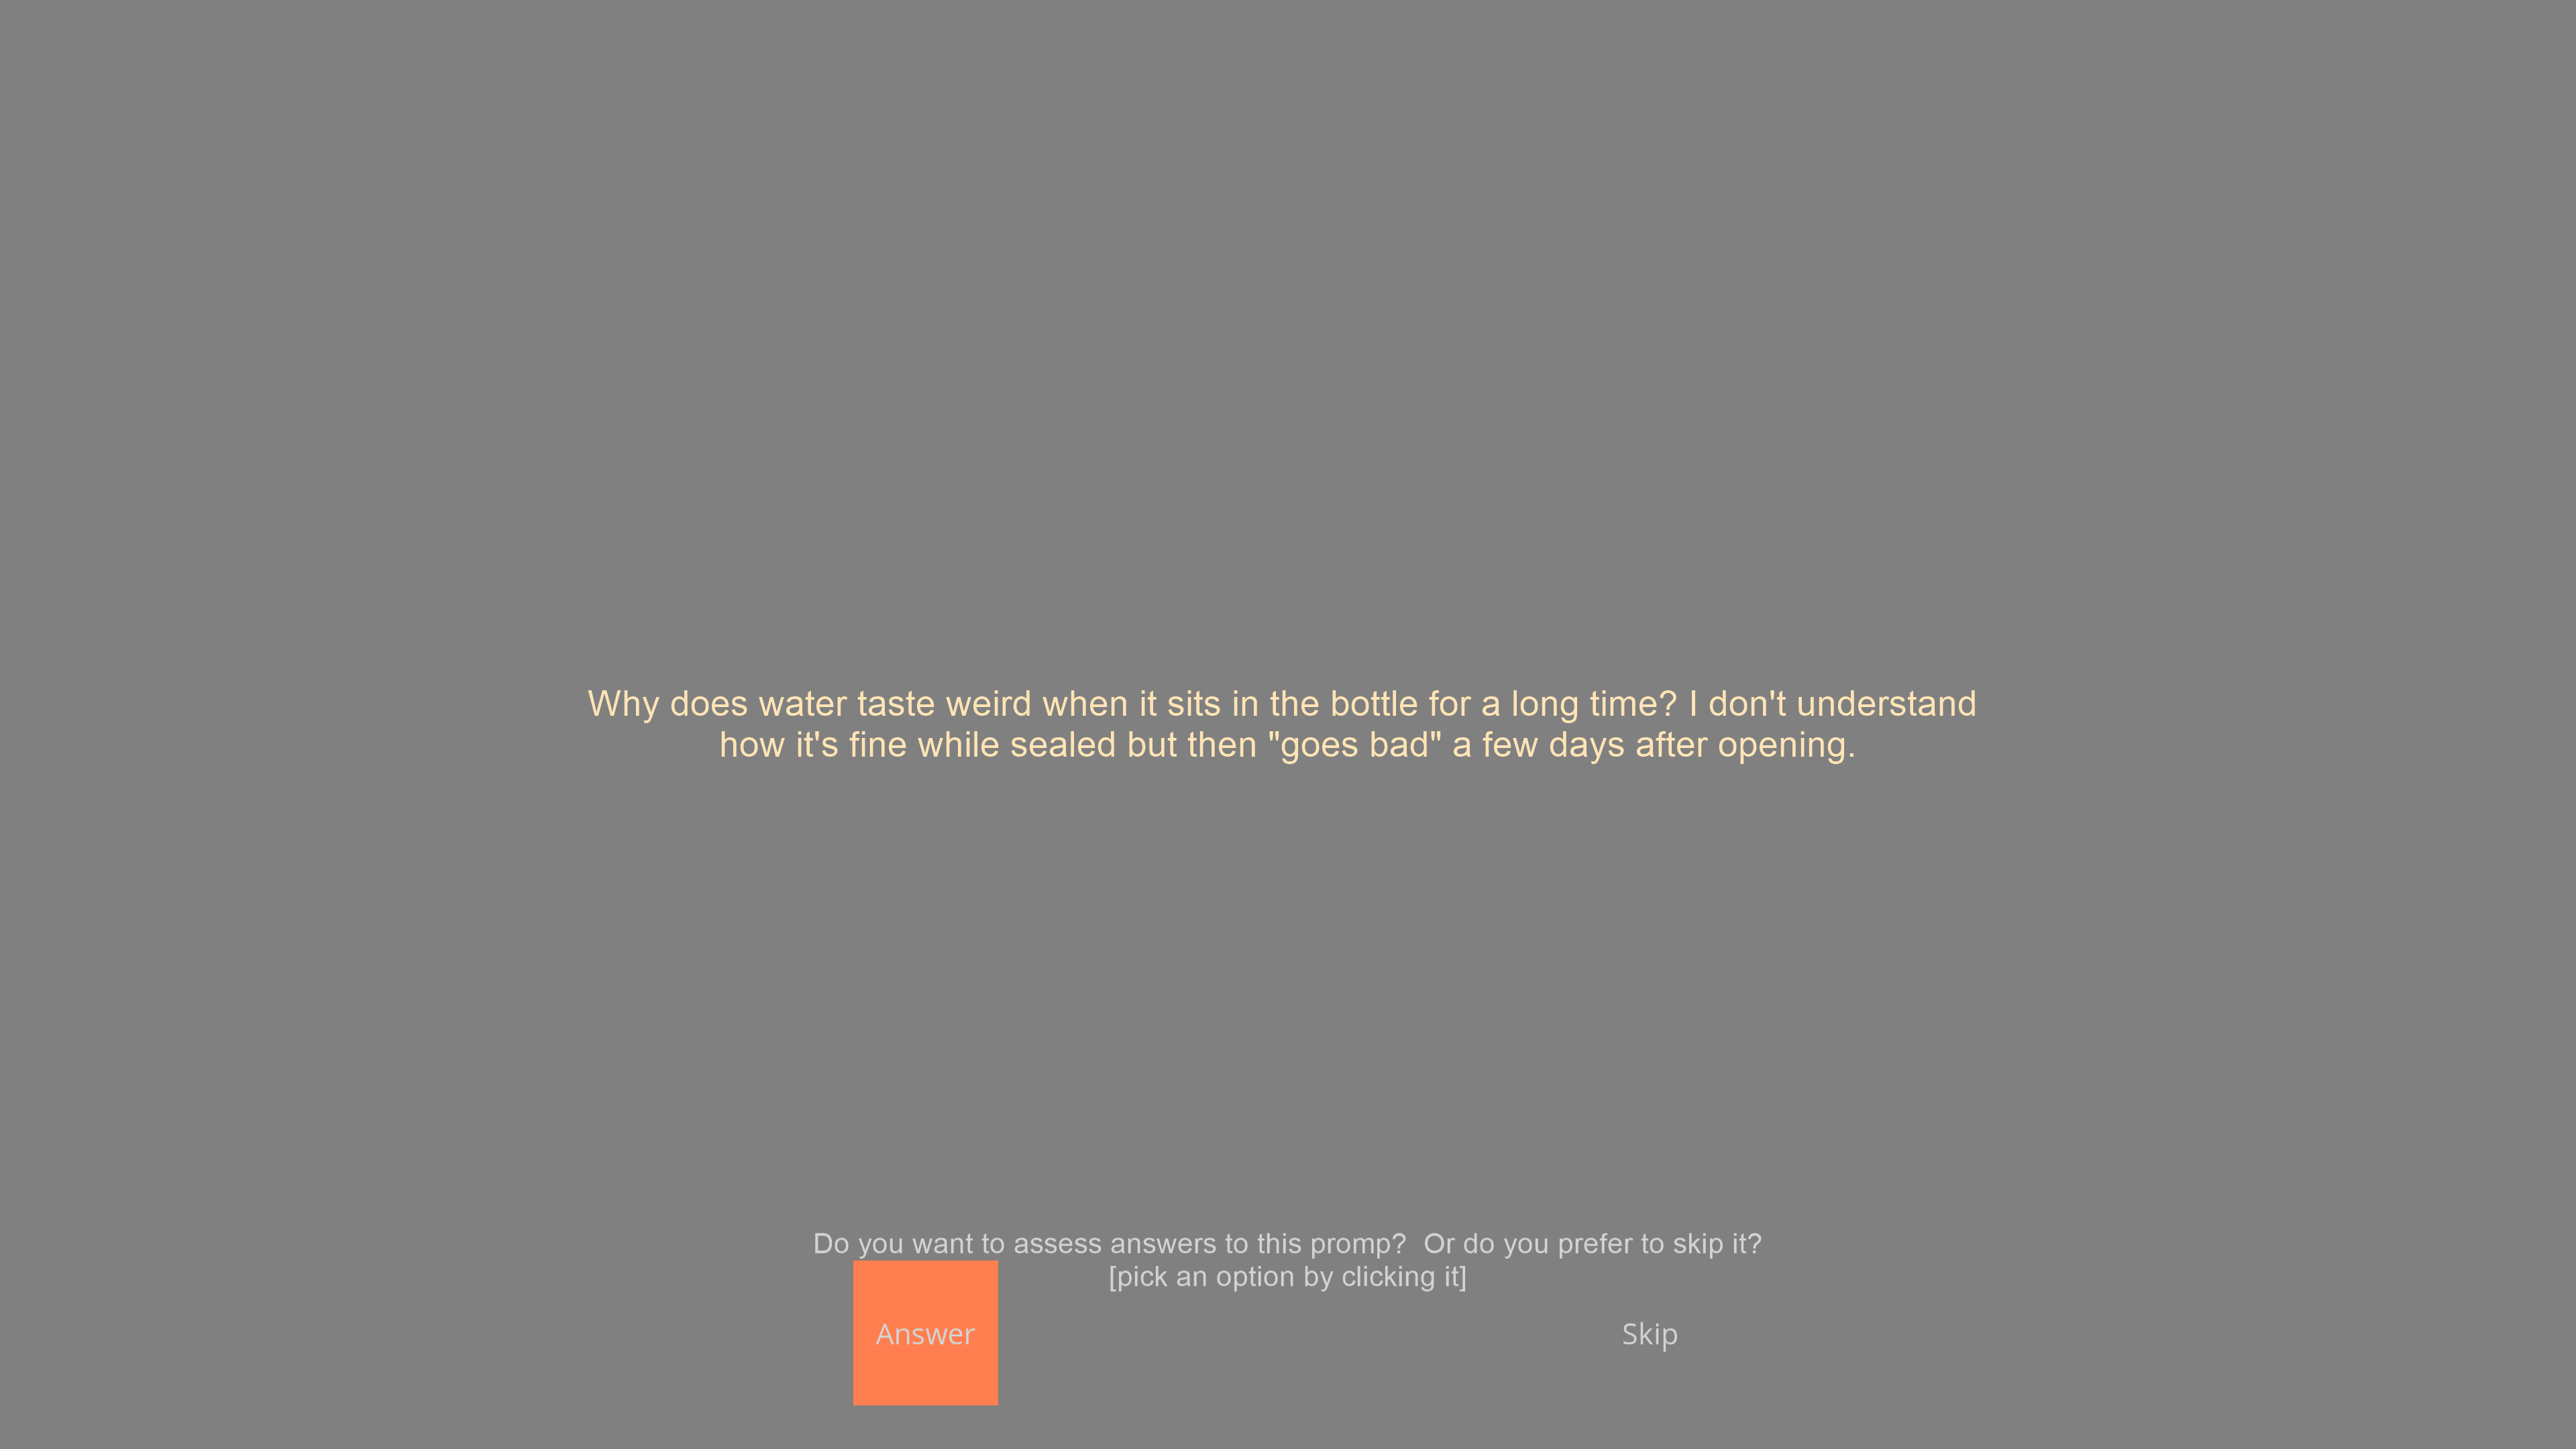 Why does water taste weird when it sits in the bottle for a long time? I don't understand
how it's fine while sealed but then "goes bad" a few days after opening.
Do you want to assess answers to this promp?  Or do you prefer to skip it?
[pick an option by clicking it]
Answer
Skip